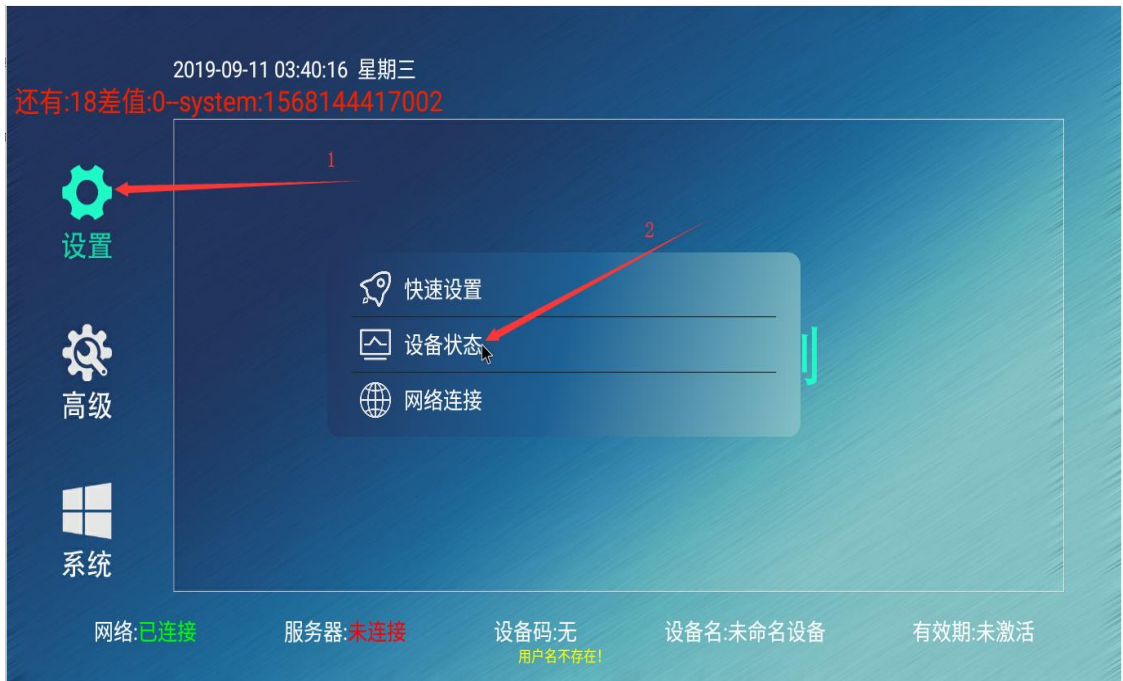 2019-09-11 03:40:16 星期三
还有:18差值:0--system:1568144417002
1
设置
2
快速设置
设备状态
网络连接
高级
系统
网络:已连接
服务器:未连接
设备码:无
设备名:未命名设备
有效期:未激活
用户名不存在!